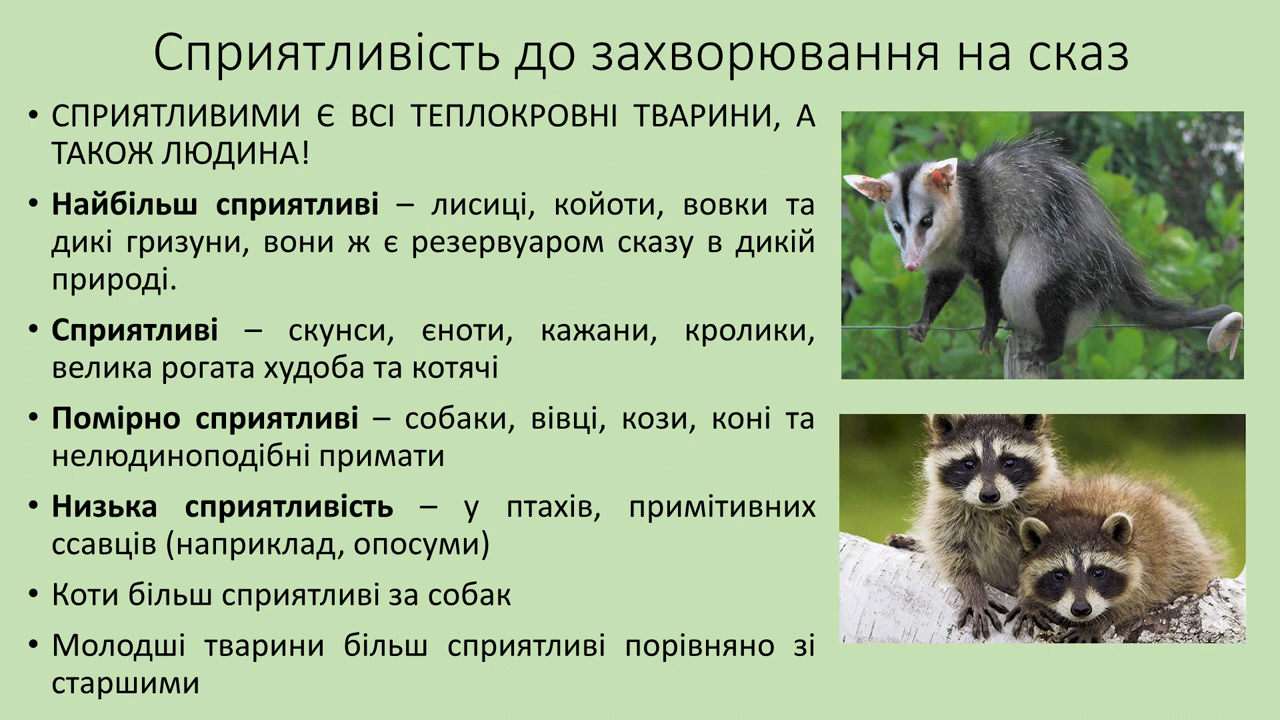 Сприятливість до захворювання на сказ
• СПРИЯТЛИВИМИ Є ВСІ ТЕПЛОКРОВНІ ТВАРИНИ, А
ТАКОЖ ЛЮДИНА!
• Найбільш сприятливі – лисиці, койоти, вовки та
дикі гризуни, вони ж є резервуаром сказу в дикій
природі.
• Сприятливі – скунси, єноти, кажани, кролики,
велика рогата худоба та котячі
• Помірно сприятливі – собаки, вівці, кози, коні та
нелюдиноподібні примати
• Низька сприятливість – у птахів, примітивних
ссавців (наприклад, опосуми)
• Коти більш сприятливі за собак
• Молодші тварини більш сприятливі порівняно зі
старшими